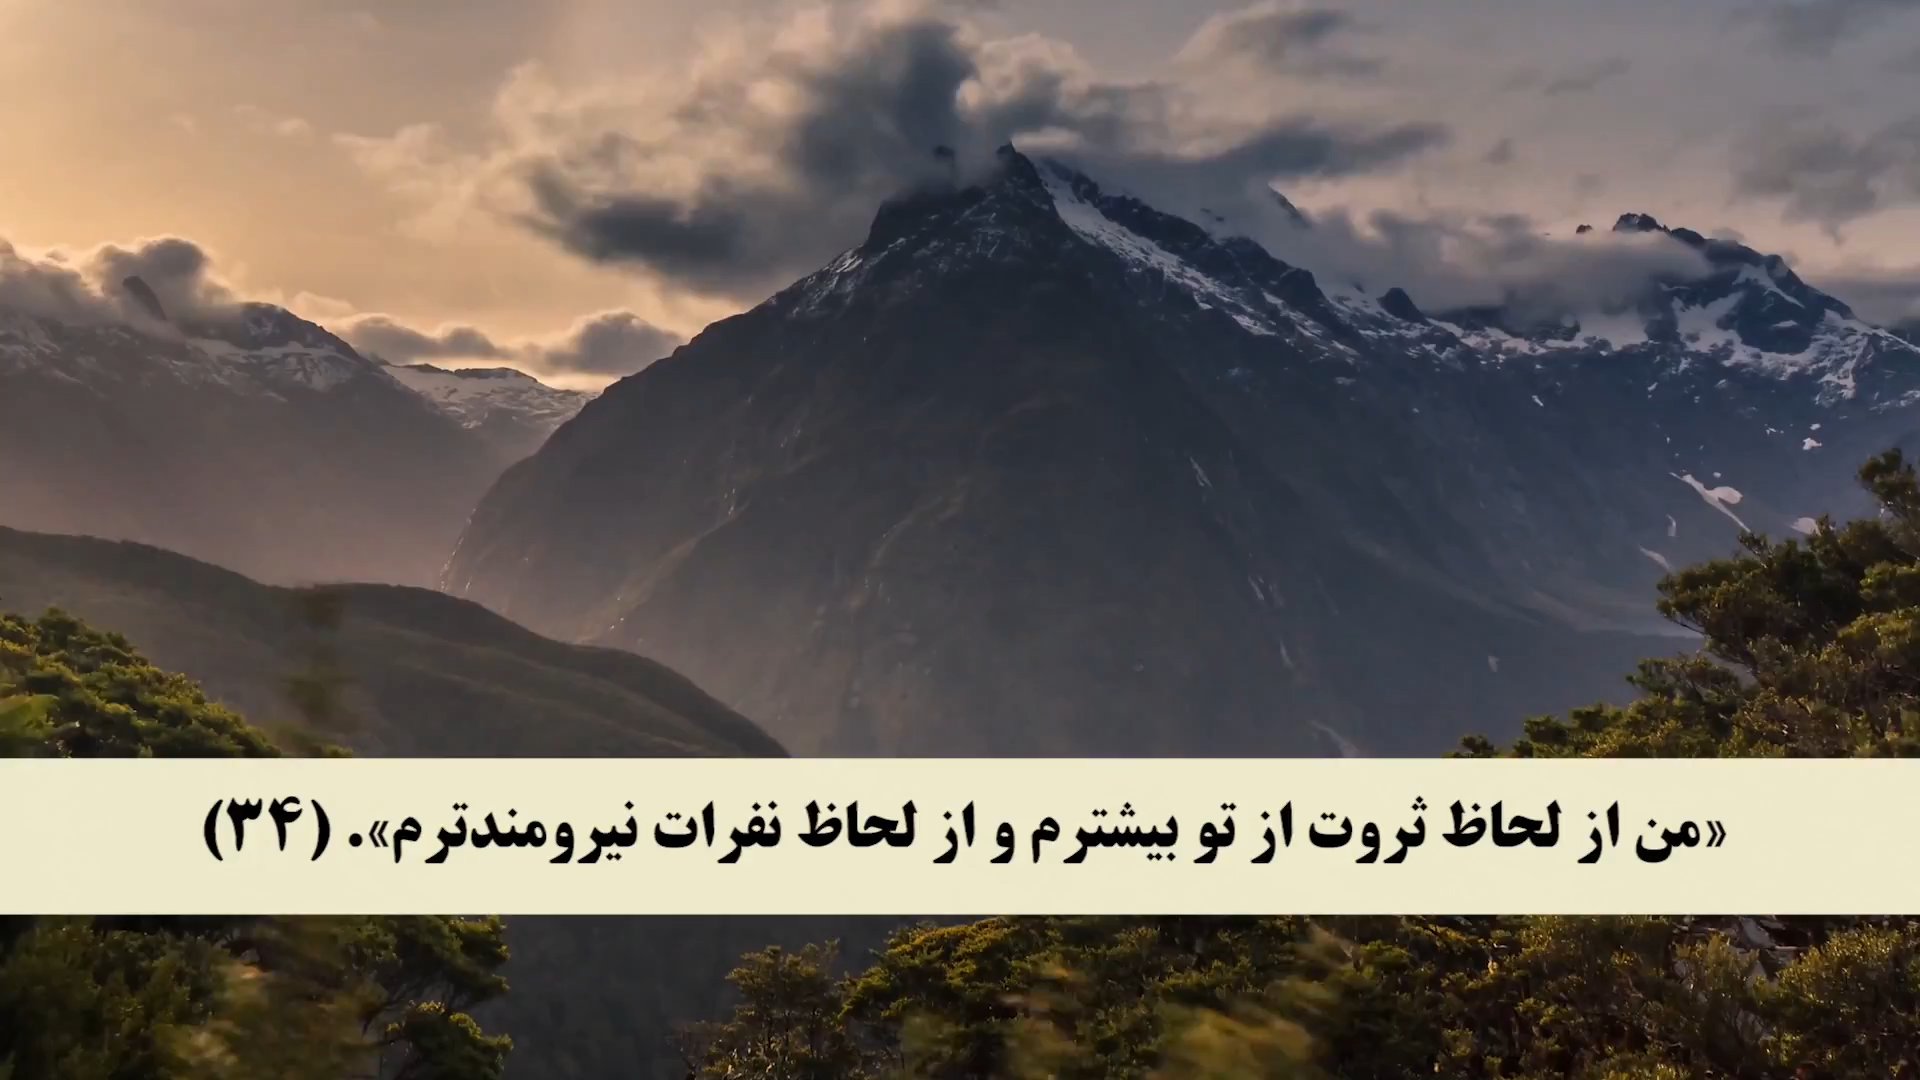 «من از لحاظ ثروت از تو بیشترم و از لحاظ نفرات نیرومندترم». (۳۴)